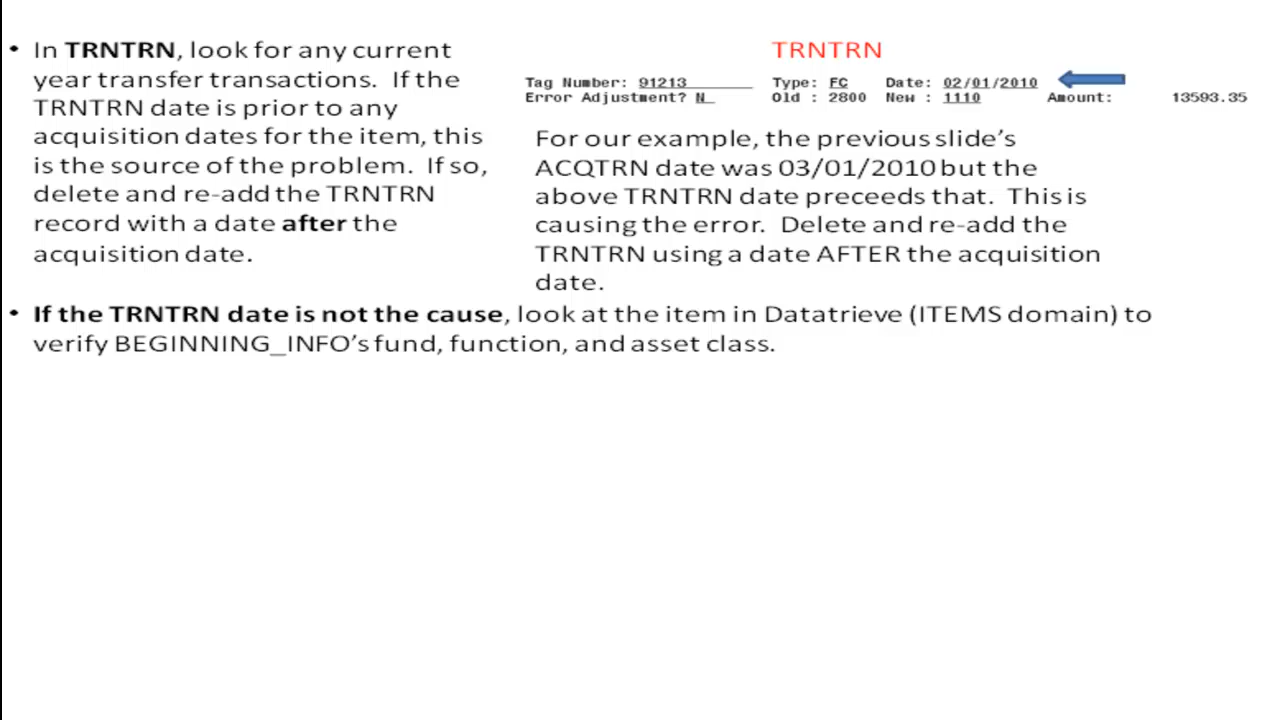 • In TRNTRN, look for any current
year transfer transactions. If the
TRNTRN date is prior to any
acquisition dates for the item, this
is the source of the problem. If so,
delete and re-add the TRNTRN
record with a date after the
acquisition date.
TRNTRN
Tag Number: 91213 Type: FC Date: 02/01/2010
Error Adjustment? N Old : 2800 New : 1110 Amount: 13593.35
For our example, the previous slide's
ACQTRN date was 03/01/2010 but the
above TRNTRN date preceeds that. This is
causing the error. Delete and re-add the
TRNTRN using a date AFTER the acquisition
date.
• If the TRNTRN date is not the cause, look at the item in Datatrieve (ITEMS domain) to
verify BEGINNING_INFO's fund, function, and asset class.